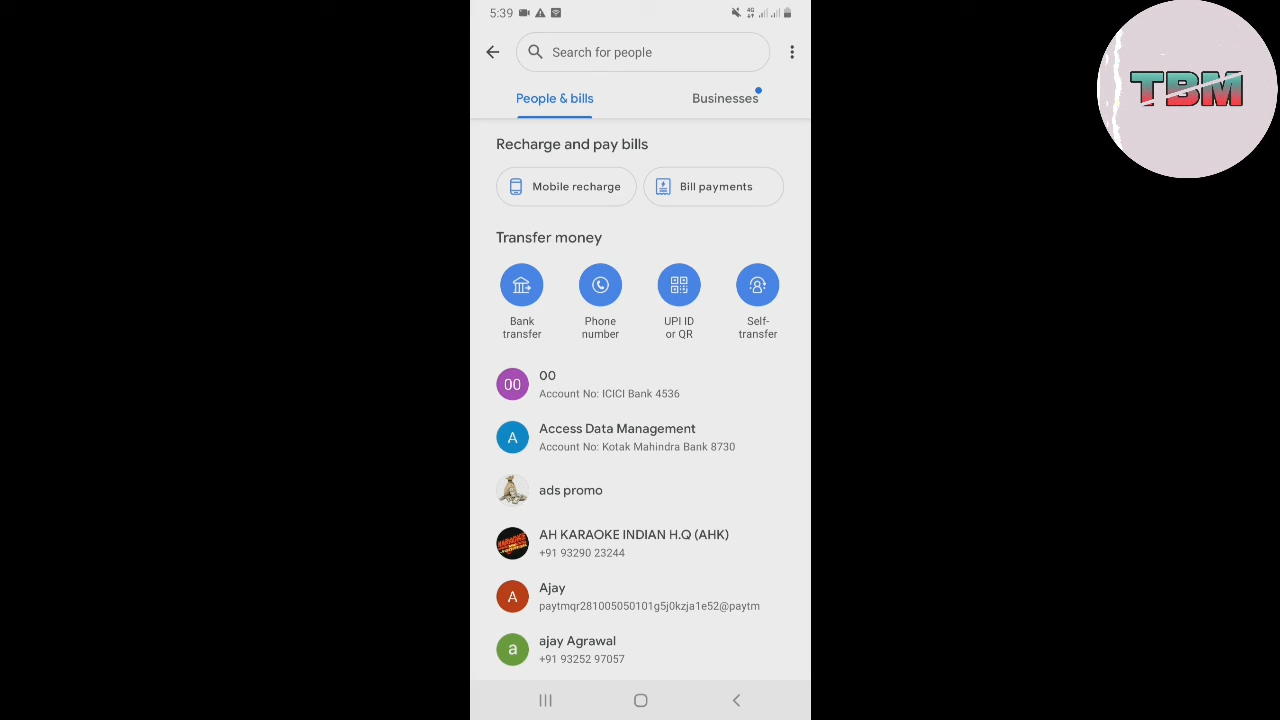 5:39
4G
Search for people
People & bills
Businesses
Recharge and pay bills
Mobile recharge
Bill payments
Transfer money
Bank transfer
Phone number
UPI ID or QR
Self-transfer
00
00
Account No: ICICI Bank 4536
A
Access Data Management
Account No: Kotak Mahindra Bank 8730
ads promo
KARAOKE
AH KARAOKE INDIAN H.Q (AHK)
+91 93290 23244
A
Ajay
paytmqr281005050101g5j0kzja1e52@paytm
a
ajay Agrawal
+91 93252 97057
TBM